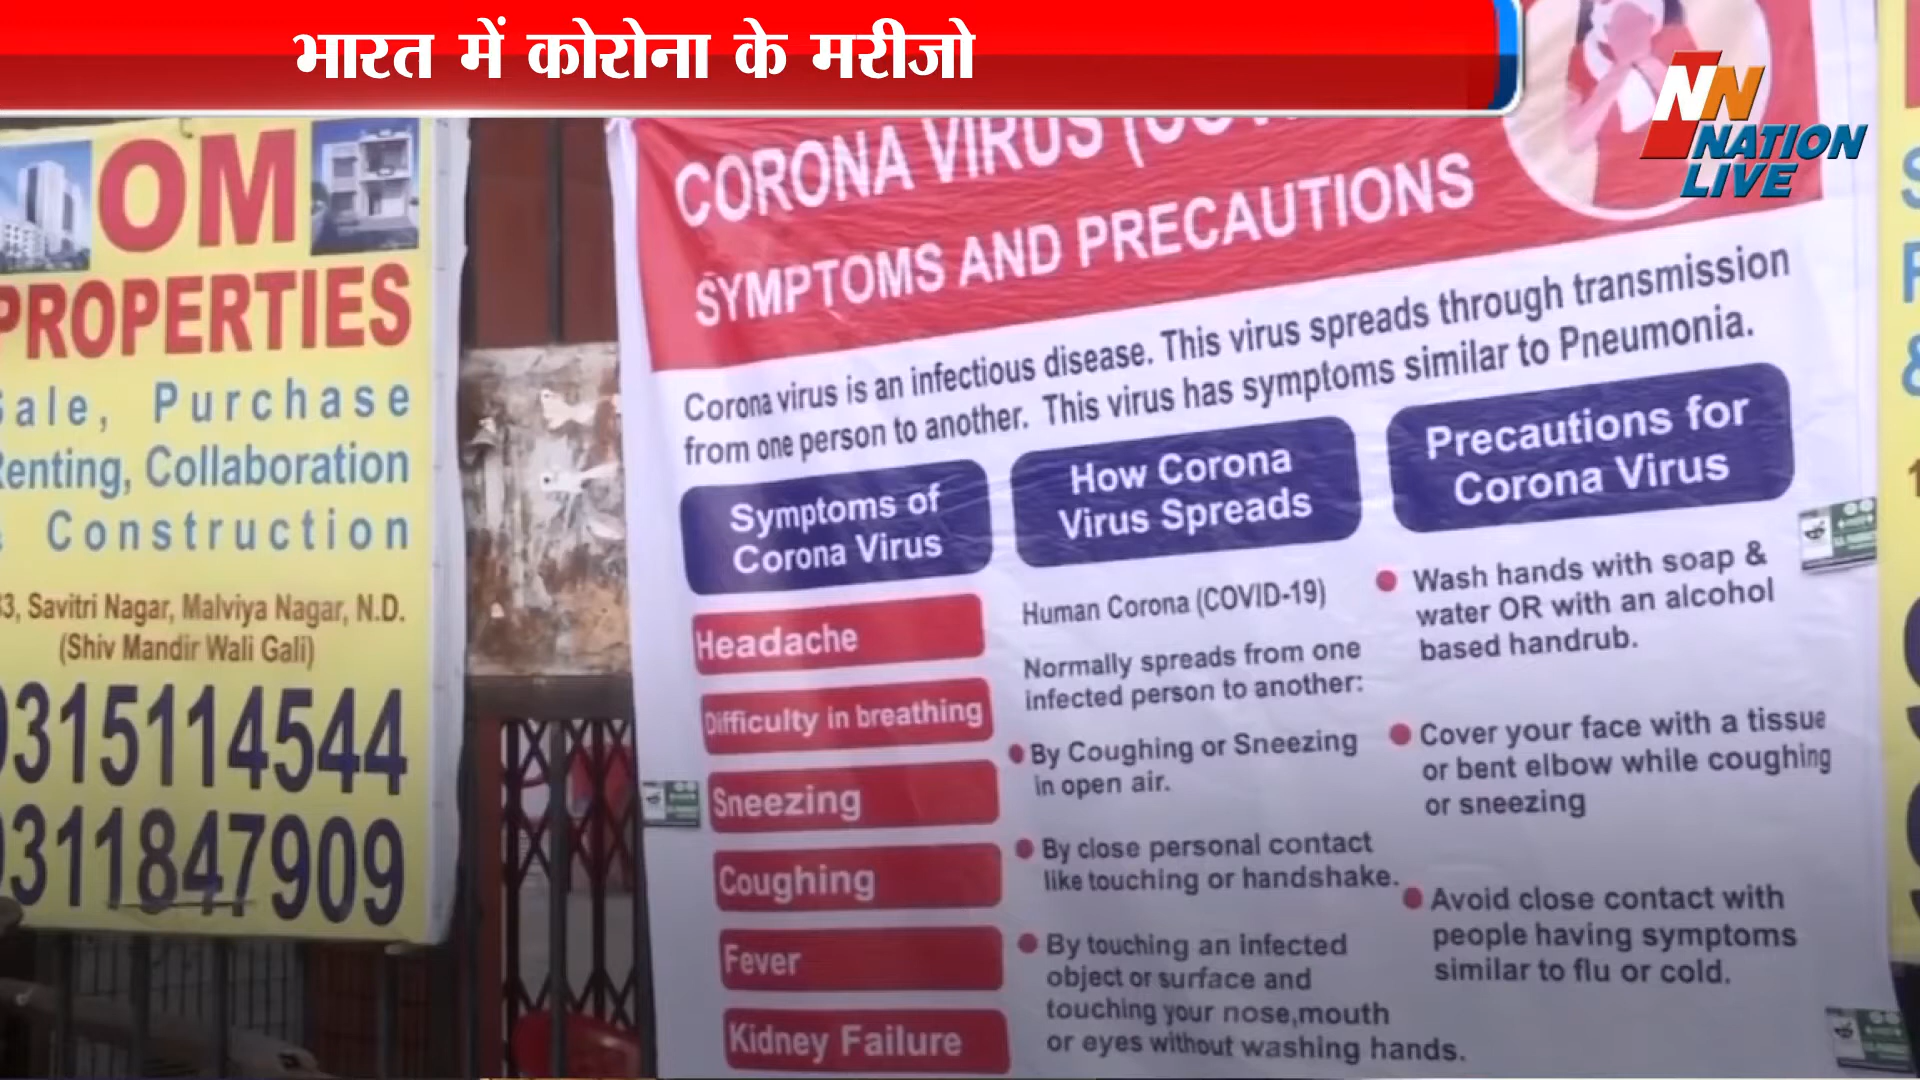 भारत में कोरोना के मरीजो
NN
NATION
LIVE
OM
PROPERTIES
Sale, Purchase
Renting, Collaboration
& Construction
33, Savitri Nagar, Malviya Nagar, N.D.
(Shiv Mandir Wali Gali)
9315114544
9311847909
CORONA VIRUS
SYMPTOMS AND PRECAUTIONS
Corona virus is an infectious disease. This virus spreads through transmission
from one person to another. This virus has symptoms similar to Pneumonia.
Symptoms of
Corona Virus
Headache
Difficulty in breathing
Sneezing
Coughing
Fever
Kidney Failure
How Corona
Virus Spreads
Human Corona (COVID-19)
Normally spreads from one
infected person to another:
By Coughing or Sneezing
in open air.
By close personal contact
like touching or handshake.
By touching an infected
object or surface and
touching your nose,mouth
or eyes without washing hands.
Precautions for
Corona Virus
Wash hands with soap &
water OR with an alcohol
based handrub.
Cover your face with a tissue
or bent elbow while coughing
or sneezing
Avoid close contact with
people having symptoms
similar to flu or cold.